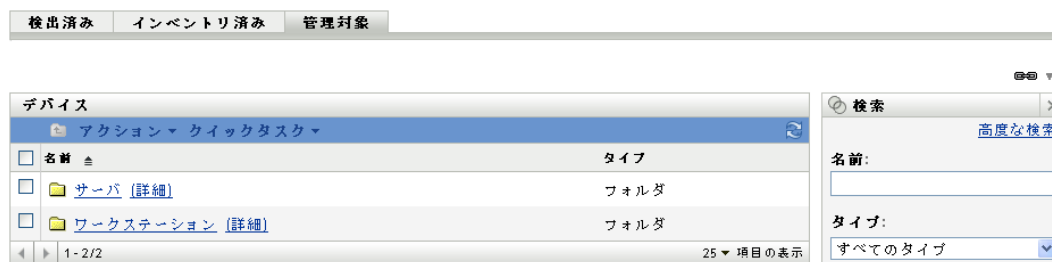 検出済み インベントリ済み 管理対象
デバイス
アクション クイックタスク
名前 タイプ
サーバ (詳細) フォルダ
ワークステーション (詳細) フォルダ
1 - 2/2 25 項目の表示
検索
高度な検索
名前:
タイプ:
すべてのタイプ